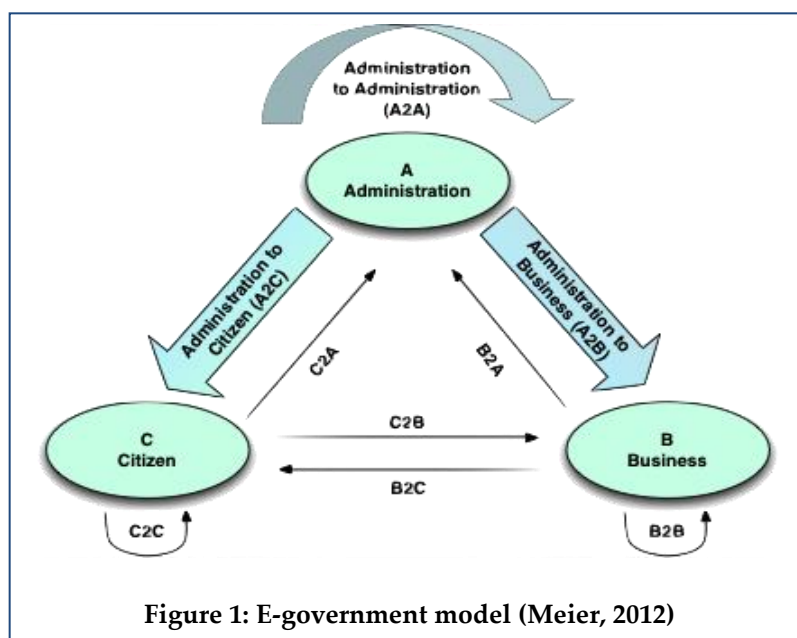 Administration
to Administration
(A2A)
A
Administration
Administration to
Citizen (A2C)
Administration to
Business (A2B)
C2A
B2A
C
Citizen
C2B
B2C
B
Business
C2C
B2B
Figure 1: E-government model (Meier, 2012)